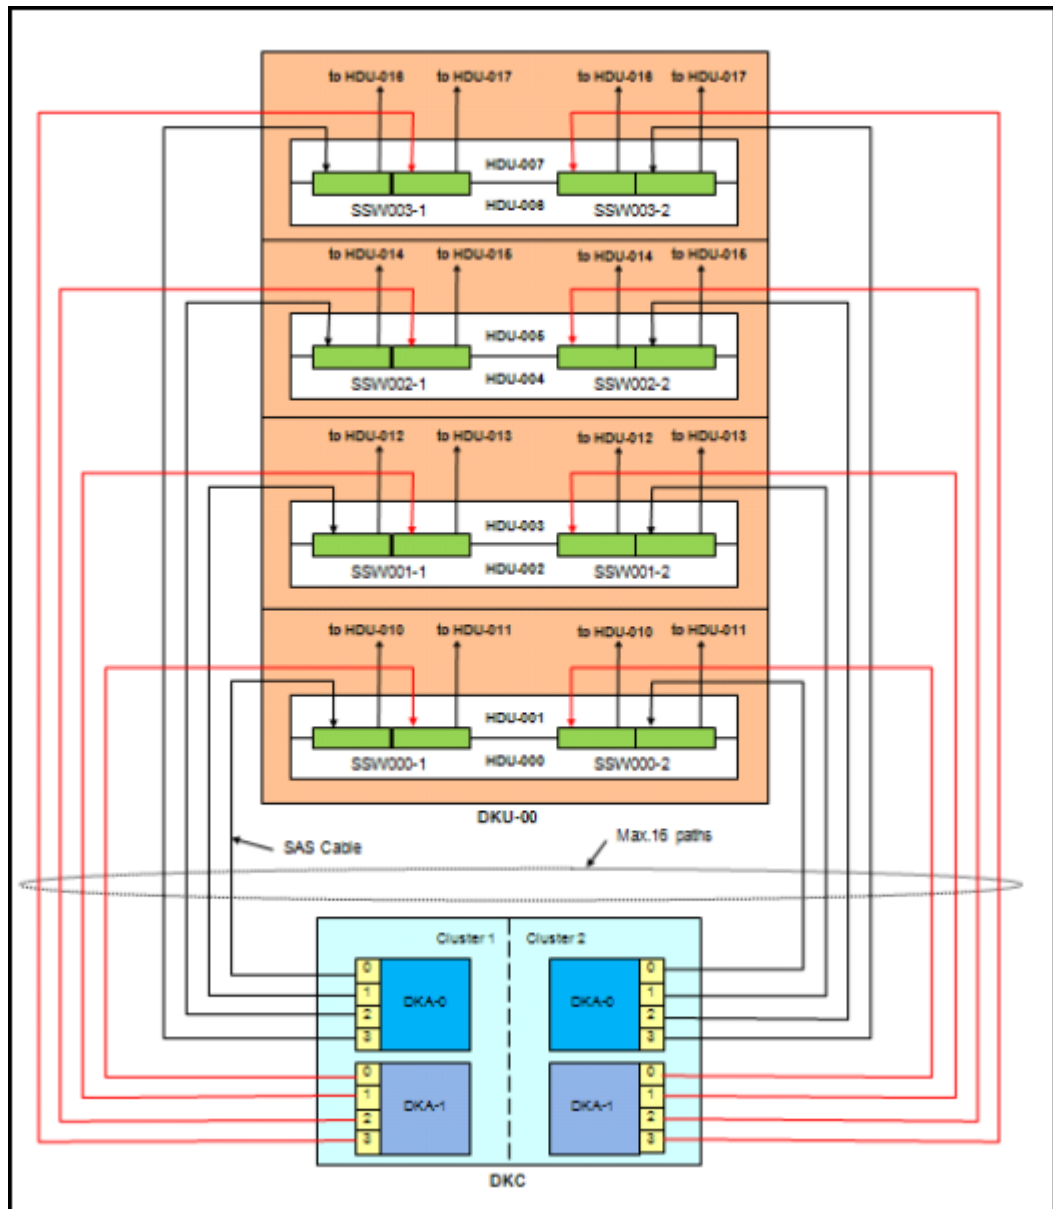 to HDU-016 to HDU-017 to HDU-016 to HDU-017
HDU-007
SSW003-1 HDU-006 SSW003-2
to HDU-014 to HDU-015 to HDU-014 to HDU-015
HDU-005
SSW002-1 HDU-004 SSW002-2
to HDU-012 to HDU-013 to HDU-012 to HDU-013
HDU-003
SSW001-1 HDU-002 SSW001-2
to HDU-010 to HDU-011 to HDU-010 to HDU-011
HDU-001
SSW000-1 HDU-000 SSW000-2
DKU-00
SAS Cable Max.16 paths
Cluster 1 Cluster 2
0 0
1 DKA-0 DKA-0 1
2 2
3 3
0 0
1 DKA-1 DKA-1 1
2 2
3 3
DKC